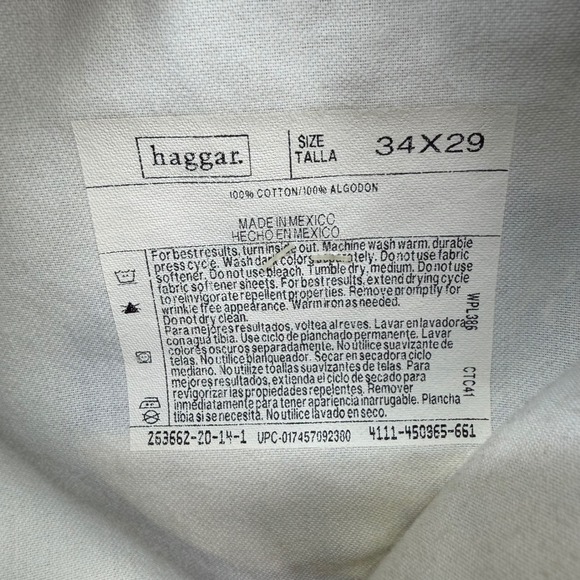 haggar.
SIZE
TALLA
34X29
100% COTTON/100% ALGODON
MADE IN MEXICO
HECHO EN MEXICO
For best results, turn inside out. Machine wash warm, durable
press cycle. Wash dark colors separately. Do not use fabric
softener. Do not use bleach. Tumble dry, medium. Do not use
fabric softener sheets. For best results, extend drying cycle
to reinvigorate repellent properties. Remove promptly for
wrinkle free appearance. Warm iron as needed.
Do not dry clean.
Para mejores resultados, voltea al reves. Lavar en lavadora
con agua tibia. Use ciclo de planchado permanente. Lavar
colores oscuros separadamente. No utilice suavizante de
telas. No utilice blanqueador. Secar en secadora ciclo
mediano. No utilize toallas suavizantes de telas. Para
mejores resultados, extienda el ciclo de secado para
revigorizar las propiedades repelentes. Remover
inmediatamente para tener apariencia inarrugable. Plancha
tibia si se necesita. No utilice lavado en seco.
WPL386
CTC41
263662-20-14-1 UPC-017457092380 4111-450965-661